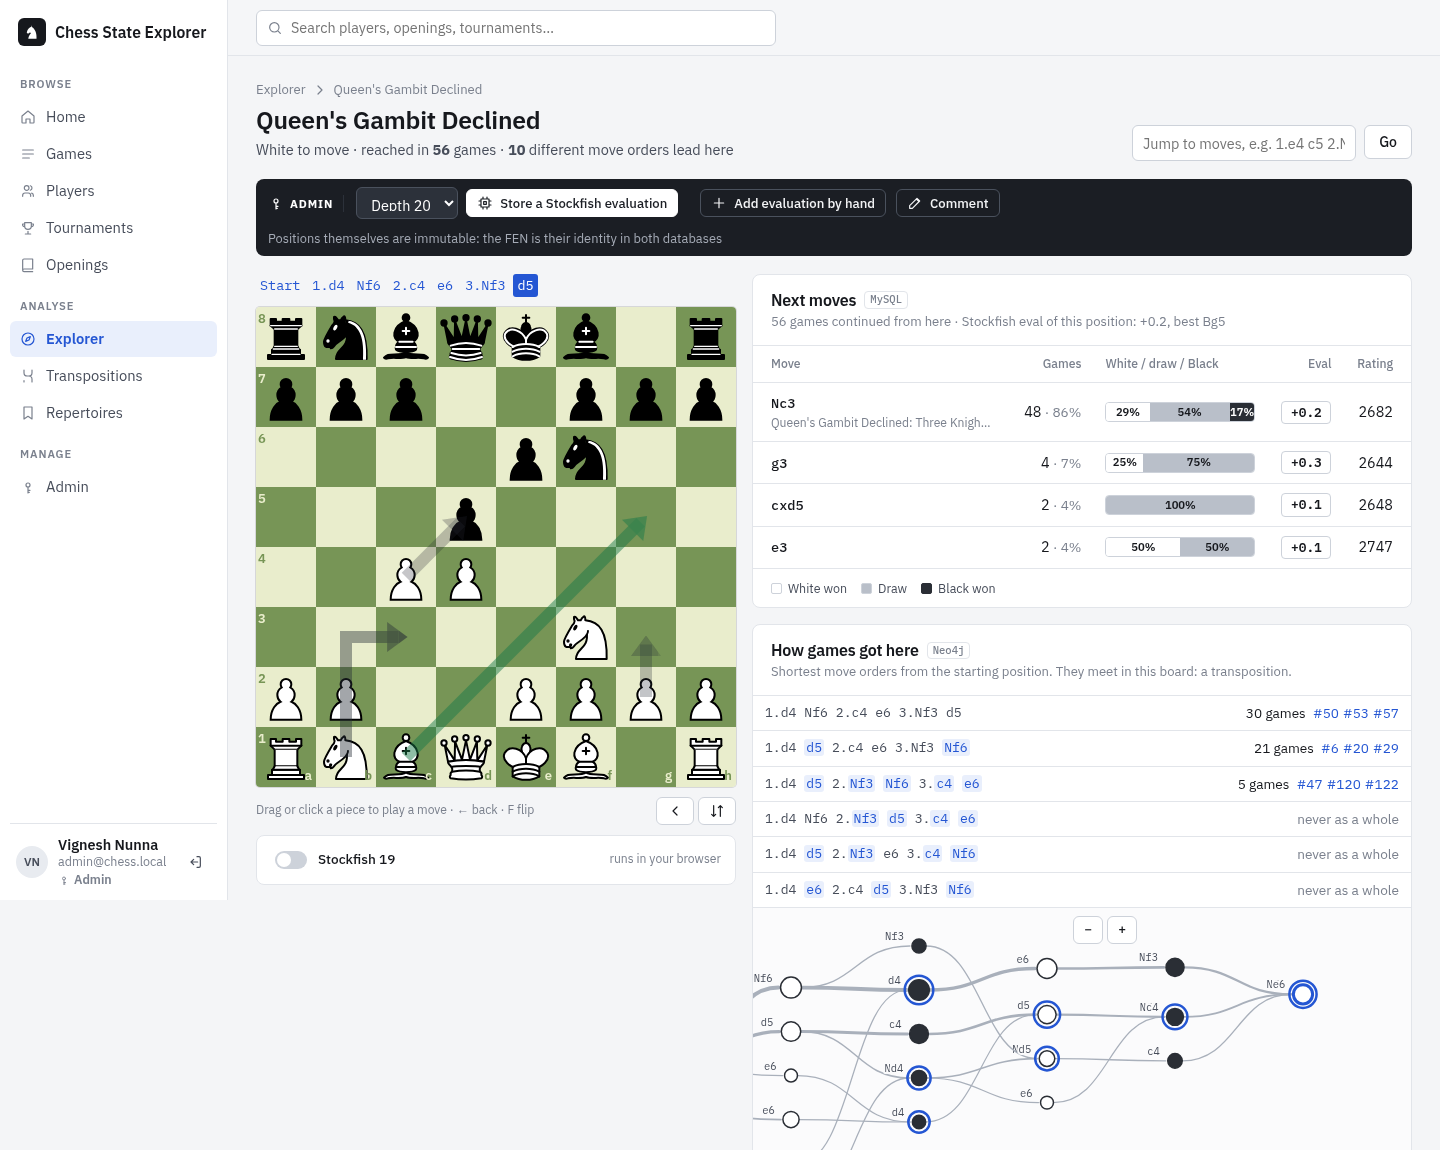 Chess State Explorer
Search players, openings, tournaments...
BROWSE
Home
Games
Players
Tournaments
Openings
ANALYSE
Explorer
Transpositions
Repertoires
MANAGE
Admin
Vignesh Nunna
VN
admin@chess.local
Admin
Explorer > Queen's Gambit Declined
Queen's Gambit Declined
White to move · reached in 56 games · 10 different move orders lead here
Jump to moves, e.g. 1.e4 c5 2.N
Go
ADMIN
Depth 20
Store a Stockfish evaluation
Add evaluation by hand
Comment
Positions themselves are immutable: the FEN is their identity in both databases
Start 1.d4 Nf6 2.c4 e6 3.Nf3 d5
8
7
6
5
4
3
2
1
a b c d e f g h
Drag or click a piece to play a move · ← back · F flip
Stockfish 19
runs in your browser
Next moves MySQL
56 games continued from here · Stockfish eval of this position: +0.2, best Bg5
Move Games White / draw / Black Eval Rating
Nc3 48 · 86% 29% 54% 17% +0.2 2682
Queen's Gambit Declined: Three Knigh...
g3 4 · 7% 25% 75% +0.3 2644
cxd5 2 · 4% 100% +0.1 2648
e3 2 · 4% 50% 50% +0.1 2747
White won Draw Black won
How games got here Neo4j
Shortest move orders from the starting position. They meet in this board: a transposition.
1.d4 Nf6 2.c4 e6 3.Nf3 d5 30 games #50 #53 #57
1.d4 d5 2.c4 e6 3.Nf3 Nf6 21 games #6 #20 #29
1.d4 d5 2.Nf3 Nf6 3.c4 e6 5 games #47 #120 #122
1.d4 Nf6 2.Nf3 d5 3.c4 e6 never as a whole
1.d4 d5 2.Nf3 e6 3.c4 Nf6 never as a whole
1.d4 e6 2.c4 d5 3.Nf3 Nf6 never as a whole
− +
Nf3
e6
Nf3
Nf6
d4
Ne6
d5
c4
d5
Nc4
e6
Nd4
Nd5
c4
e6
d4
e6